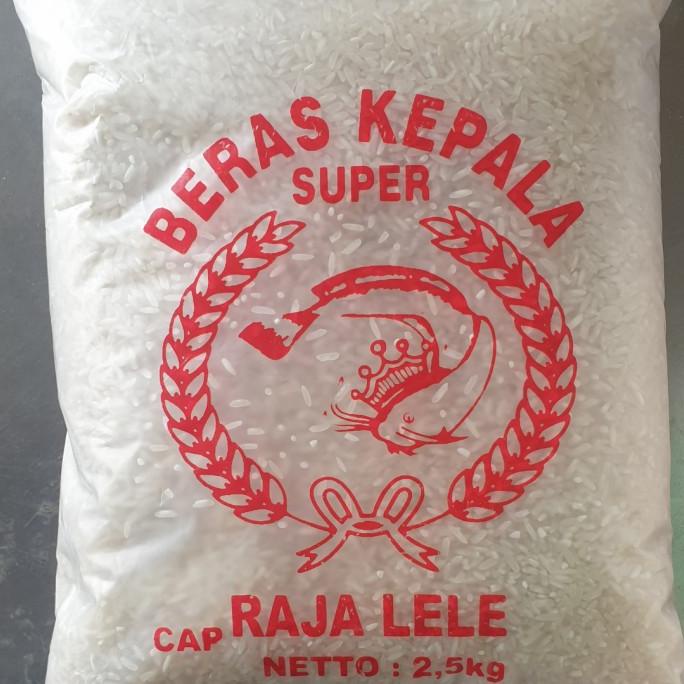 BERAS KEPALA
SUPER
CAP RAJA LELE
NETTO : 2,5kg